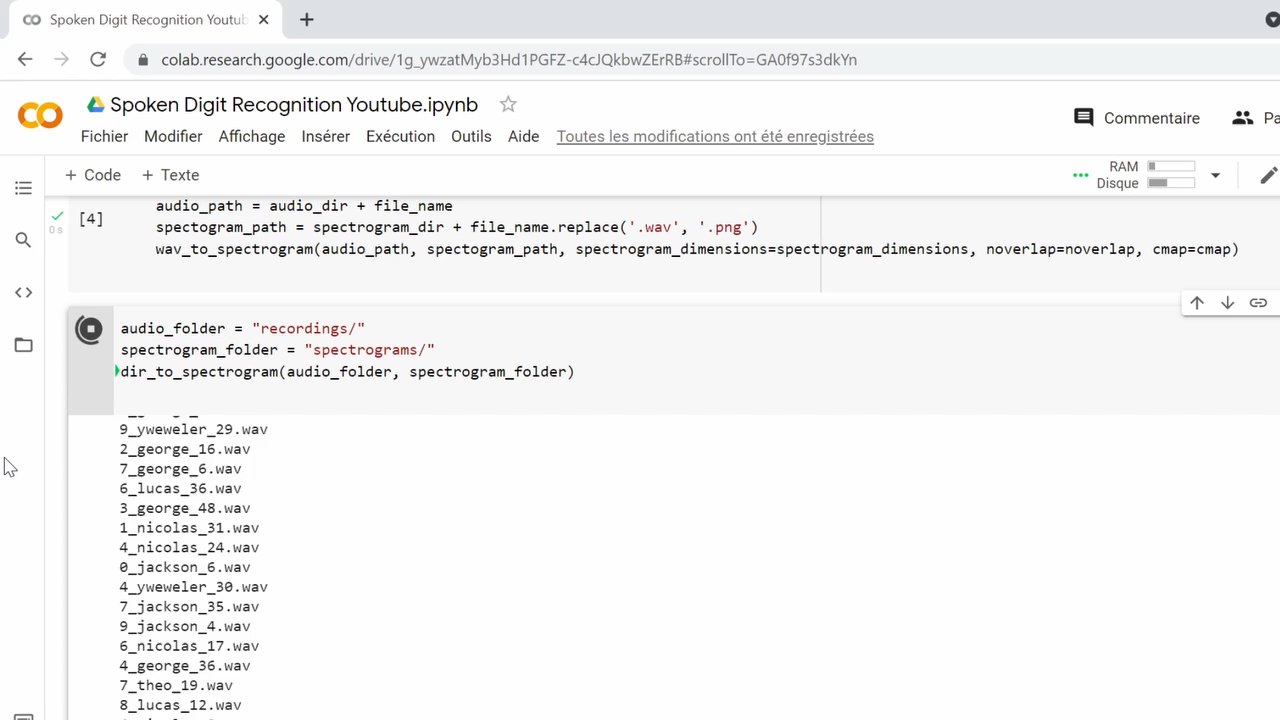 Spoken Digit Recognition Youtub
colab.research.google.com/drive/1g_ywzatMyb3Hd1PGFZ-c4cJQkbwZErRB#scrollTo=GA0f97s3dkYn
Spoken Digit Recognition Youtube.ipynb
Commentaire
Pa
Fichier Modifier Affichage Insérer Exécution Outils Aide Toutes les modifications ont été enregistrées
+ Code + Texte
RAM
Disque
audio_path = audio_dir + file_name
0 s
[4]
spectogram_path = spectrogram_dir + file_name.replace('.wav', '.png')
wav_to_spectrogram(audio_path, spectogram_path, spectrogram_dimensions=spectrogram_dimensions, noverlap=noverlap, cmap=cmap)
audio_folder = "recordings/"
spectrogram_folder = "spectrograms/"
dir_to_spectrogram(audio_folder, spectrogram_folder)
9_yweweler_29.wav
2_george_16.wav
7_george_6.wav
6_lucas_36.wav
3_george_48.wav
1_nicolas_31.wav
4_nicolas_24.wav
0_jackson_6.wav
4_yweweler_30.wav
7_jackson_35.wav
9_jackson_4.wav
6_nicolas_17.wav
4_george_36.wav
7_theo_19.wav
8_lucas_12.wav